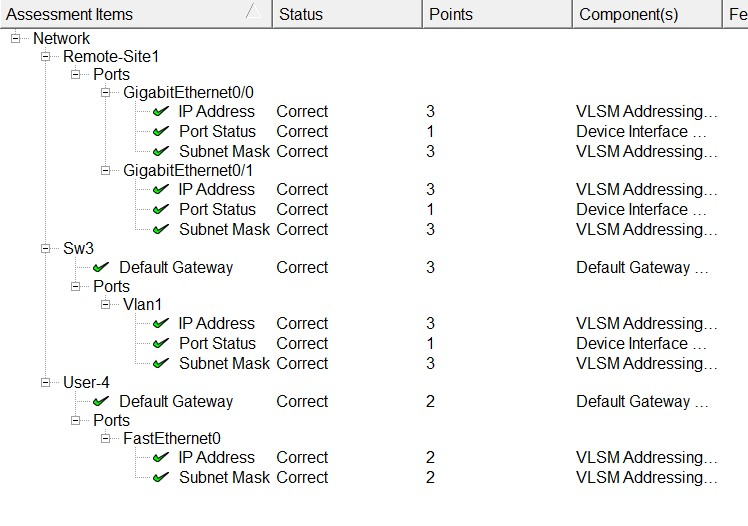 Assessment Items Status Points Component(s) Fe
Network
Remote-Site1
Ports
GigabitEthernet0/0
IP Address Correct 3 VLSM Addressing...
Port Status Correct 1 Device Interface ...
Subnet Mask Correct 3 VLSM Addressing...
GigabitEthernet0/1
IP Address Correct 3 VLSM Addressing...
Port Status Correct 1 Device Interface ...
Subnet Mask Correct 3 VLSM Addressing...
Sw3
Default Gateway Correct 3 Default Gateway ...
Ports
Vlan1
IP Address Correct 3 VLSM Addressing...
Port Status Correct 1 Device Interface ...
Subnet Mask Correct 3 VLSM Addressing...
User-4
Default Gateway Correct 2 Default Gateway ...
Ports
FastEthernet0
IP Address Correct 2 VLSM Addressing...
Subnet Mask Correct 2 VLSM Addressing...